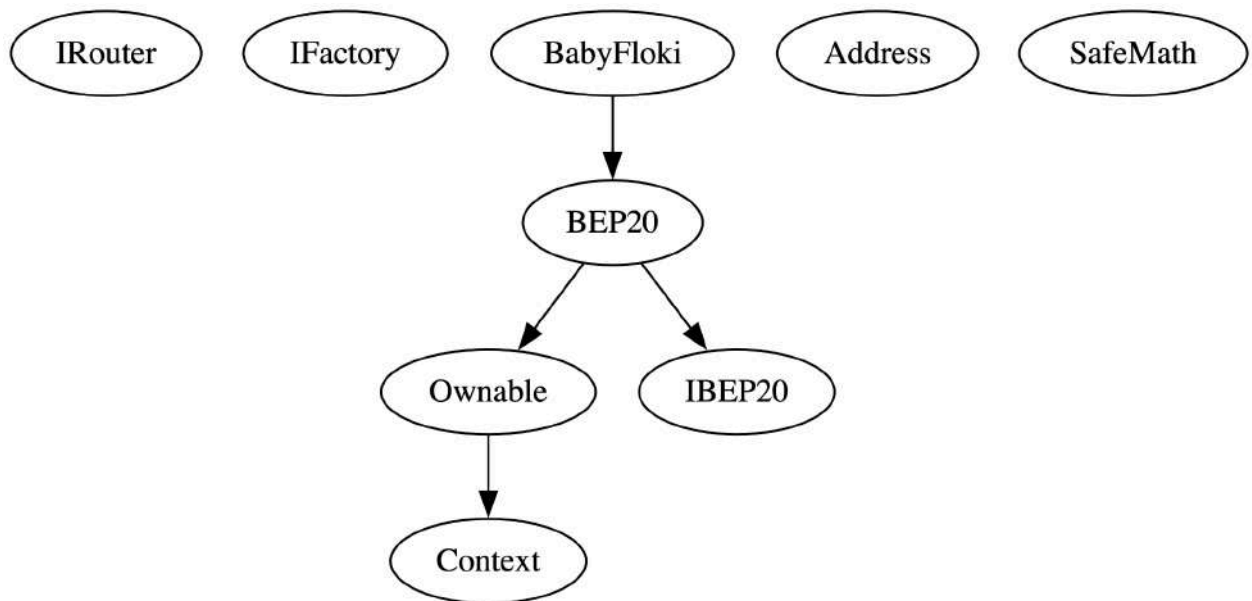 IRouter IFactory BabyFloki Address SafeMath
BEP20
Ownable IBEP20
Context